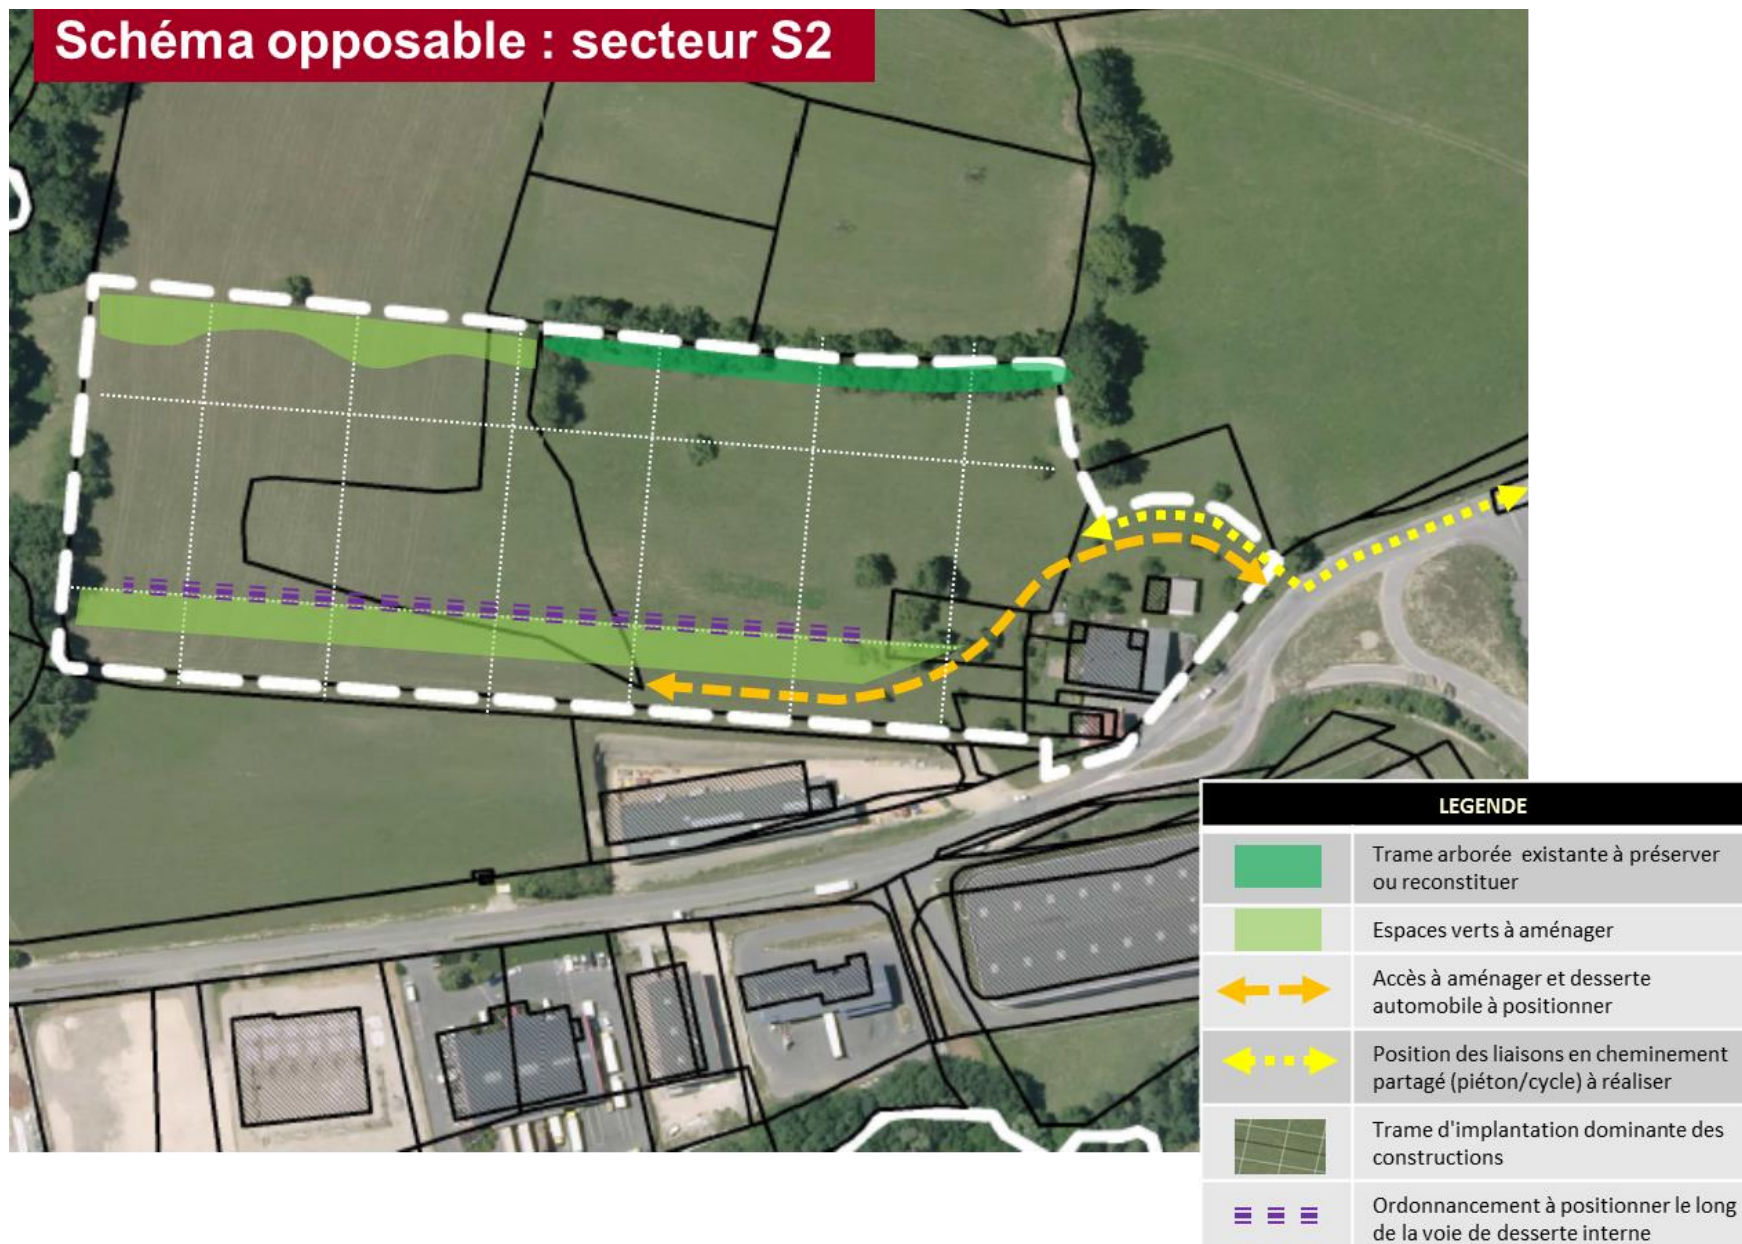 Schéma opposable : secteur S2
LEGENDE
Trame arborée existante à préserver
ou reconstituer
Espaces verts à aménager
Accès à aménager et desserte
automobile à positionner
Position des liaisons en cheminement
partagé (piéton/cycle) à réaliser
Trame d'implantation dominante des
constructions
Ordonnancement à positionner le long
de la voie de desserte interne